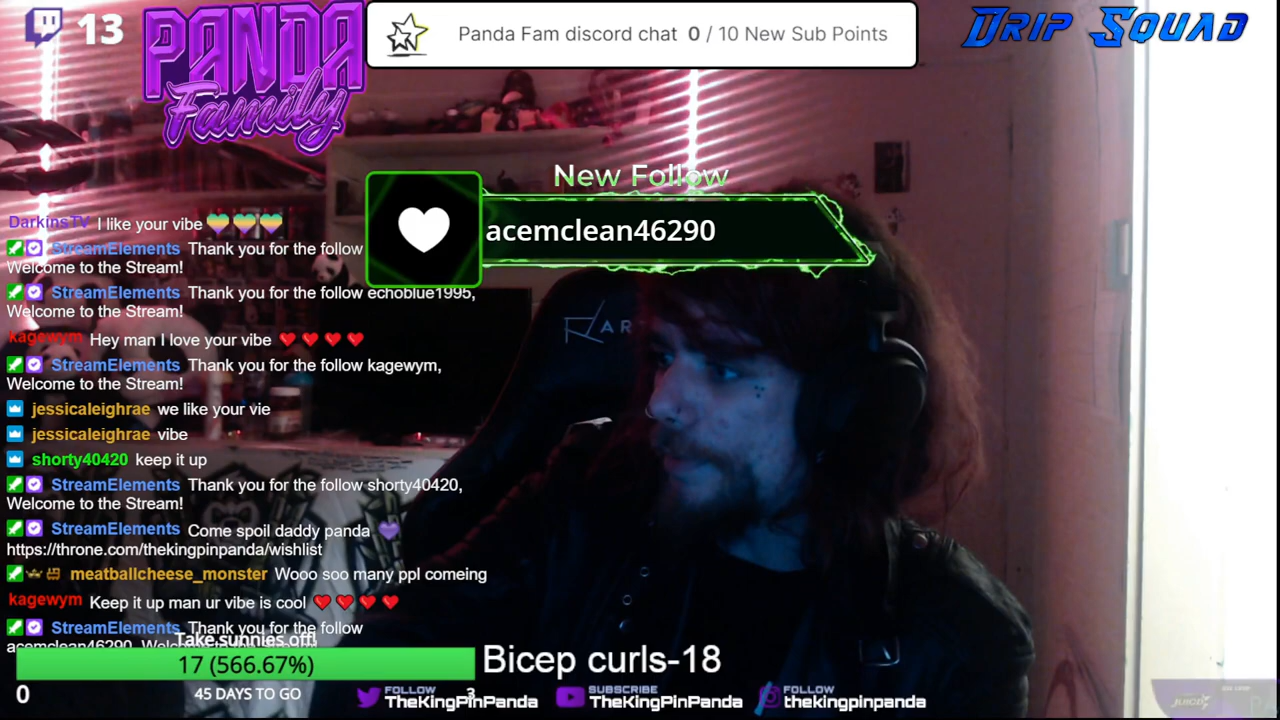 13
PANDA
Family
Panda Fam discord chat 0 / 10 New Sub Points
DRIP SQUAD
New Follow
acemclean46290
DarkinsTV I like your vibe
StreamElements Thank you for the follow
Welcome to the Stream!
StreamElements Thank you for the follow echoblue1995,
Welcome to the Stream!
kagewym Hey man I love your vibe
StreamElements Thank you for the follow kagewym,
Welcome to the Stream!
jessicaleighrae we like your vie
jessicaleighrae vibe
shorty40420 keep it up
StreamElements Thank you for the follow shorty40420,
Welcome to the Stream!
StreamElements Come spoil daddy panda
https://throne.com/thekingpinpanda/wishlist
meatballcheese_monster Wooo soo many ppl comeing
kagewym Keep it up man ur vibe is cool
StreamElements Thank you for the follow
acemclean46290, Welcome to the Stream!
Take sunnies off!
17 (566.67%)
0
45 DAYS TO GO
3
Bicep curls-18
FOLLOW
TheKingPinPanda
SUBSCRIBE
TheKingPinPanda
FOLLOW
thekingpinpanda